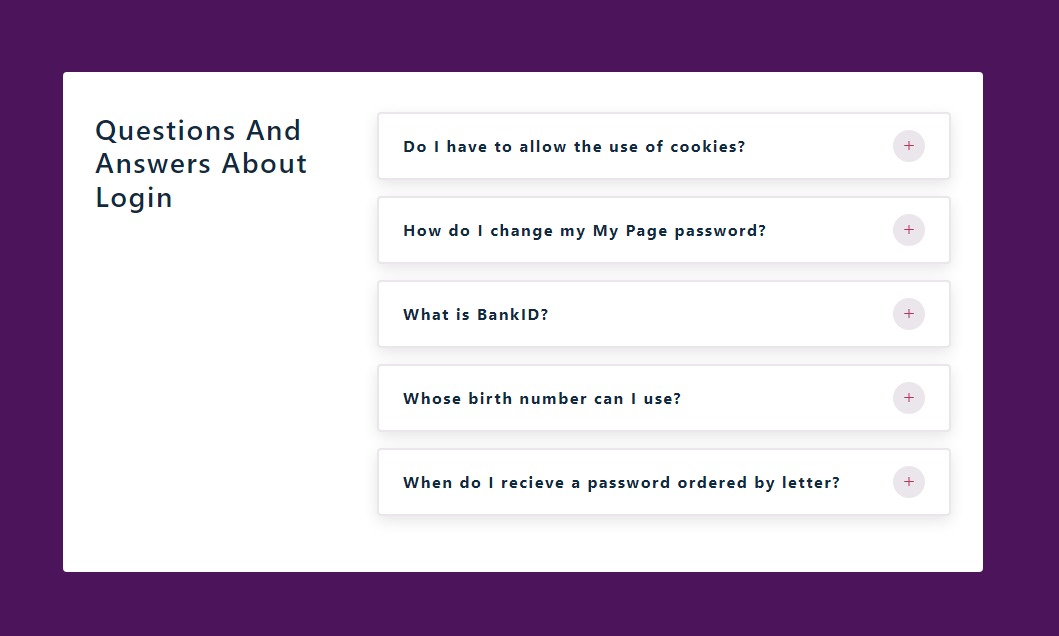 Questions And
Answers About
Login
Do I have to allow the use of cookies?
+
How do I change my My Page password?
+
What is BankID?
+
Whose birth number can I use?
+
When do I recieve a password ordered by letter?
+